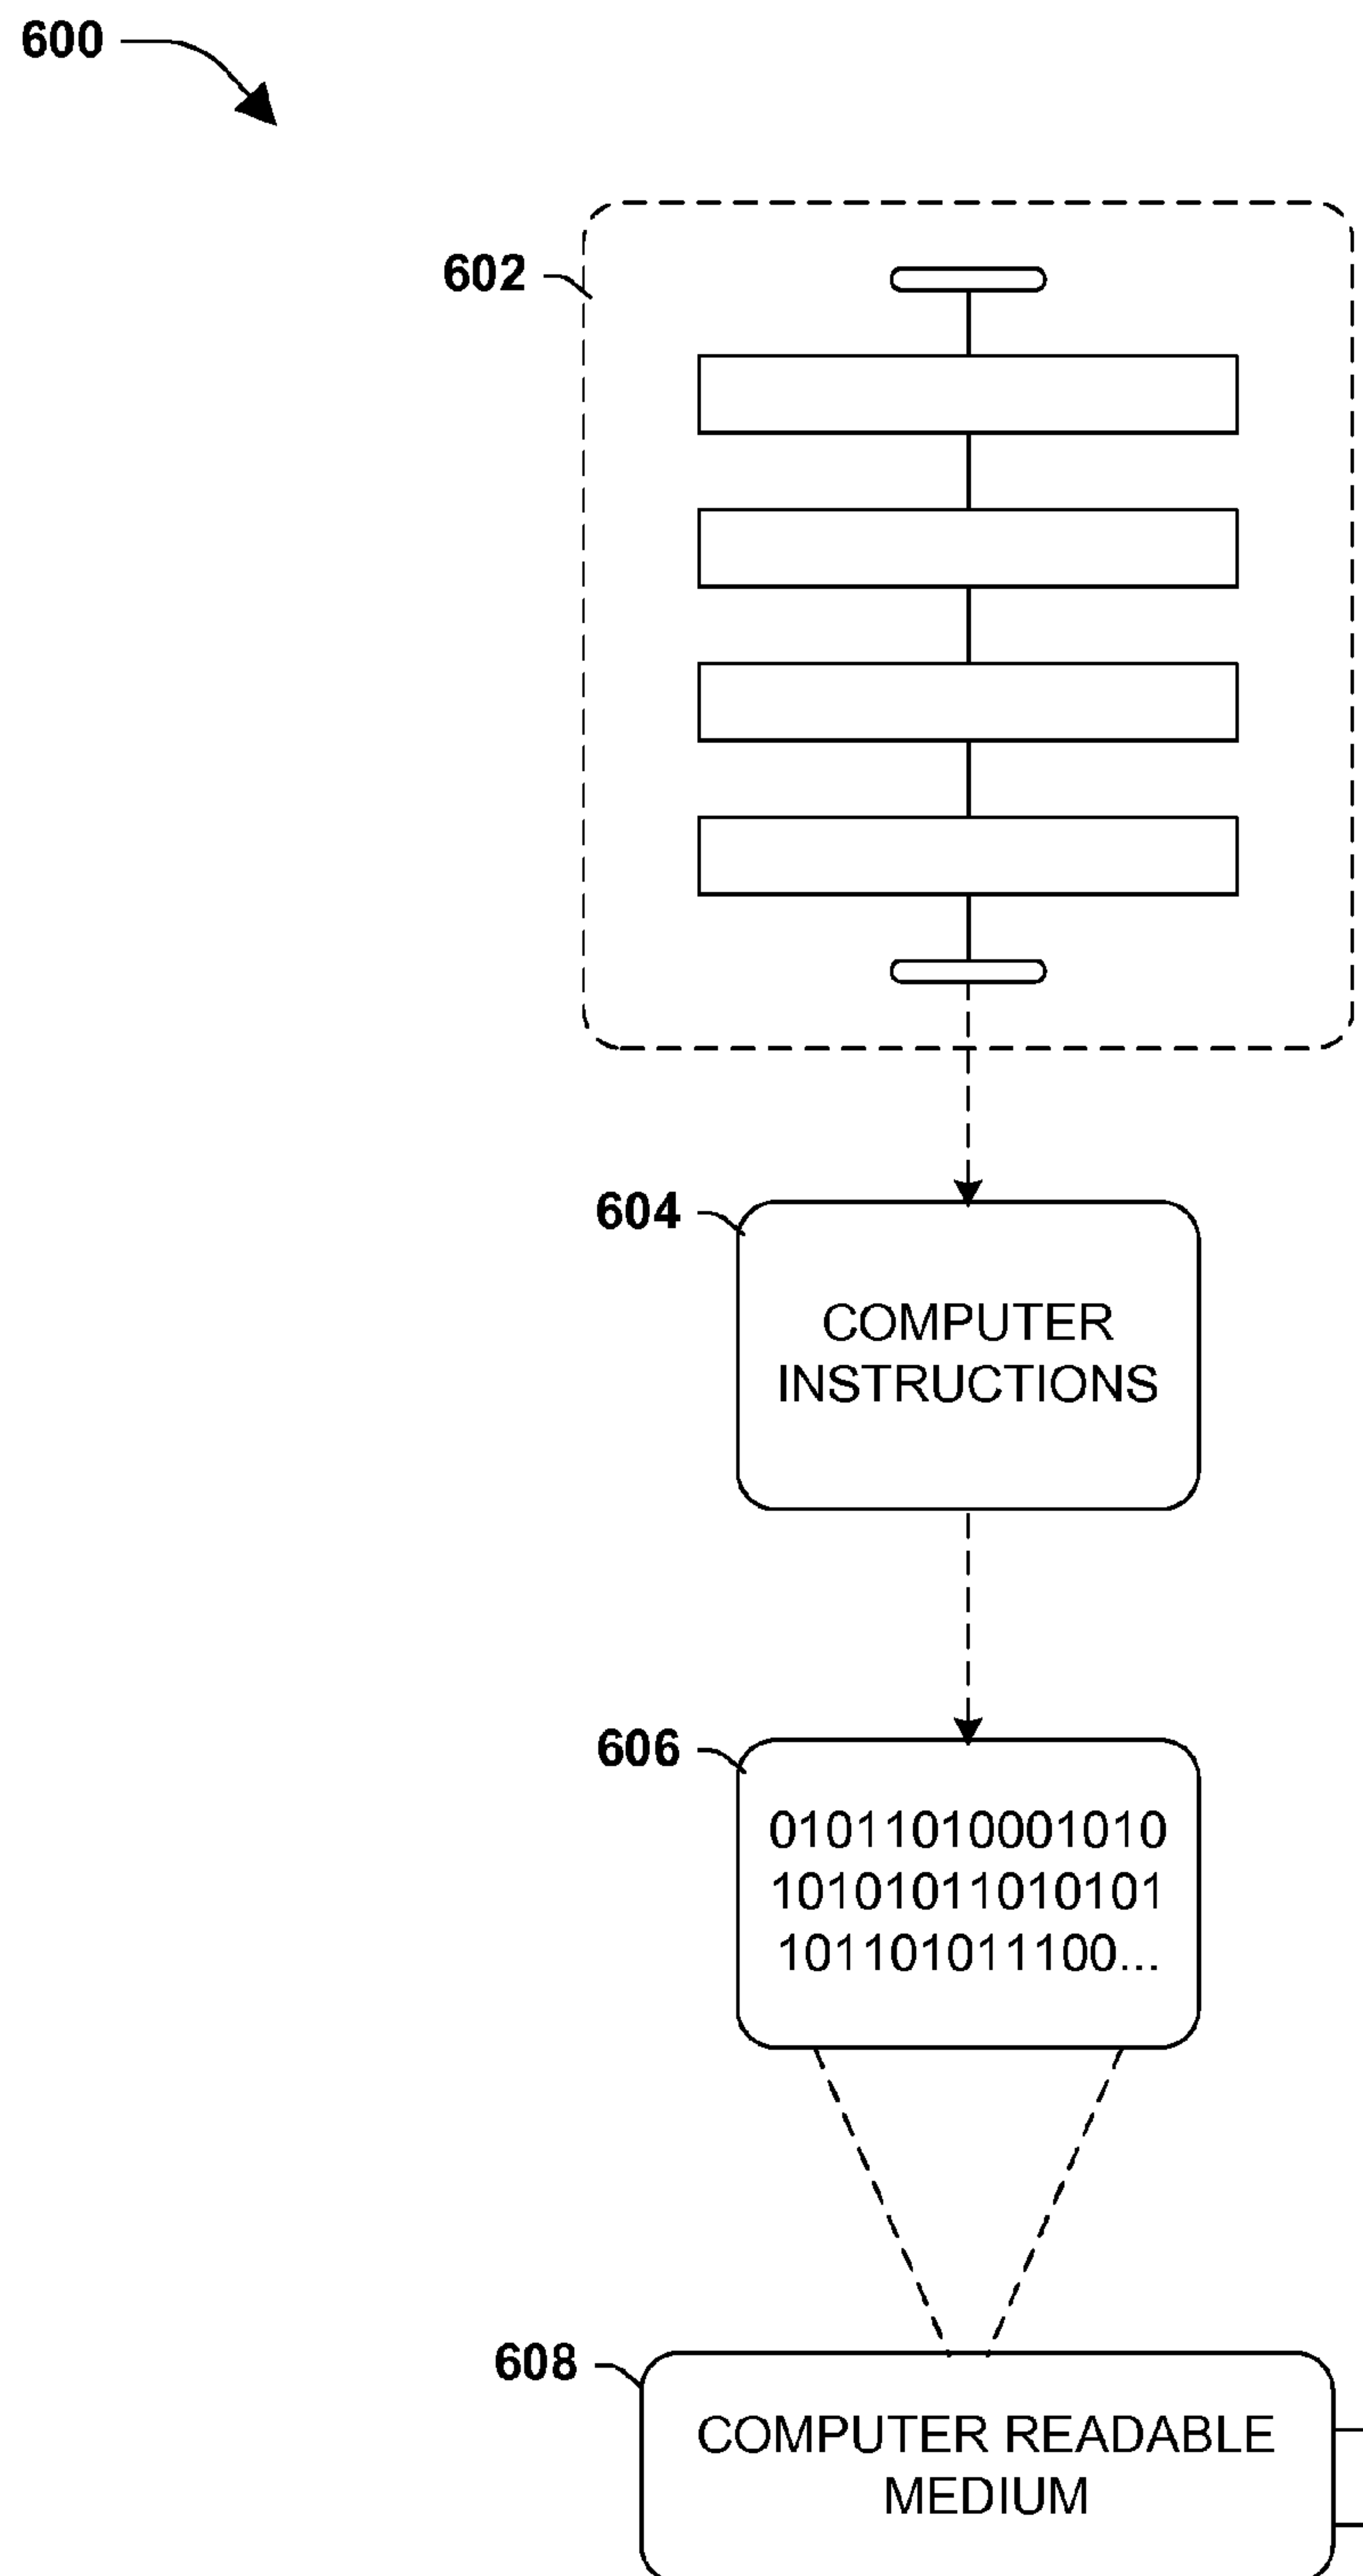 600
602
604
COMPUTER
INSTRUCTIONS
606
01011010001010
10101011010101
101101011100...
608
COMPUTER READABLE
MEDIUM